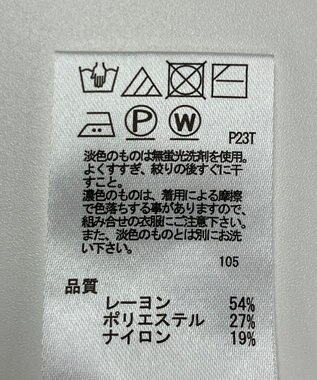 P W P23T
淡色のものは無蛍光洗剤を使用。
よくすすぎ、絞りの後すぐに干
すこと。
濃色のものは、着用による摩擦
で色落ちする事がありますので、
組み合せの衣服にご注意下さい。
また、淡色のものとは別にお洗
い下さい。
105
品質
レーヨン 54%
ポリエステル 27%
ナイロン 19%